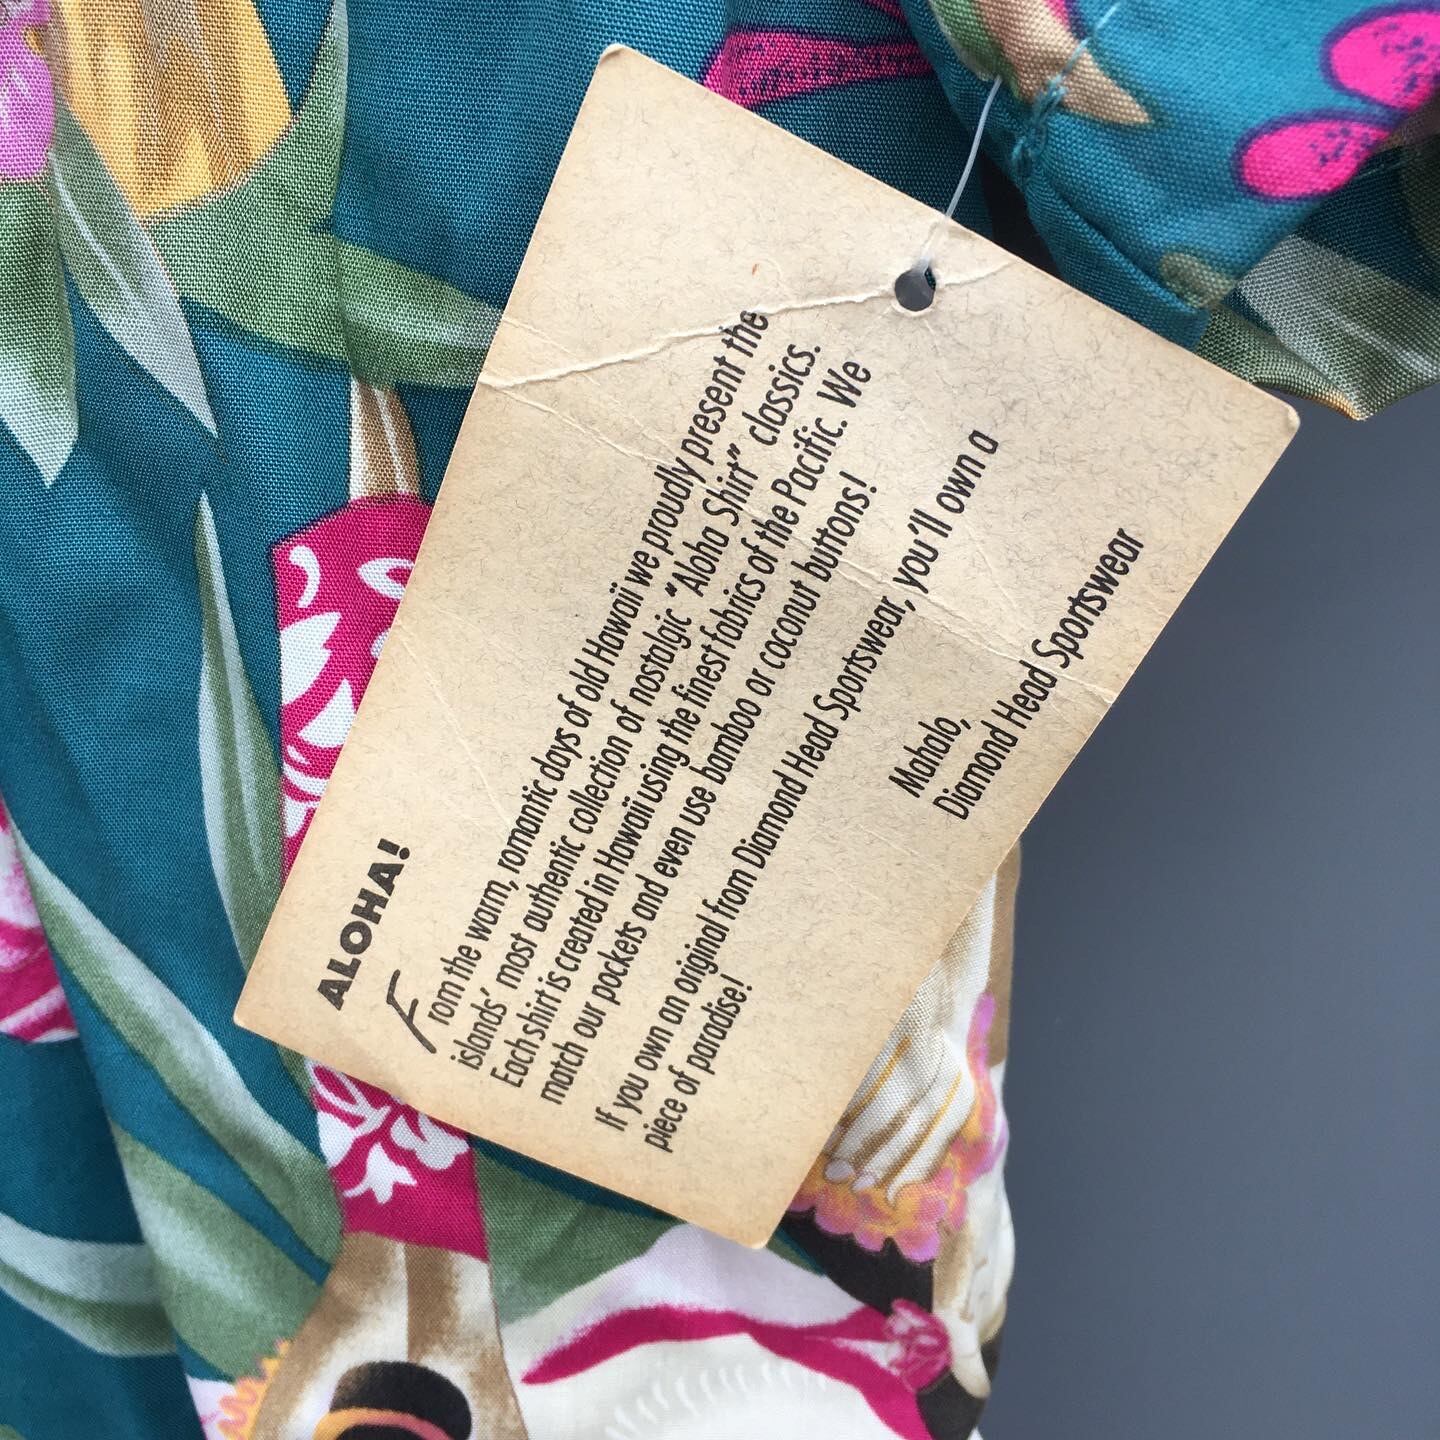 ALOHA!
From the warm, romantic days of old Hawaii we proudly present the
islands' most authentic collection of nostalgic "Aloha Shirt" classics.
Each shirt is created in Hawaii using the finest fabrics of the Pacific. We
match our pockets and even use bamboo or coconut buttons!
If you own an original from Diamond Head Sportswear, you'll own a
piece of paradise!
Mahalo,
Diamond Head Sportswear